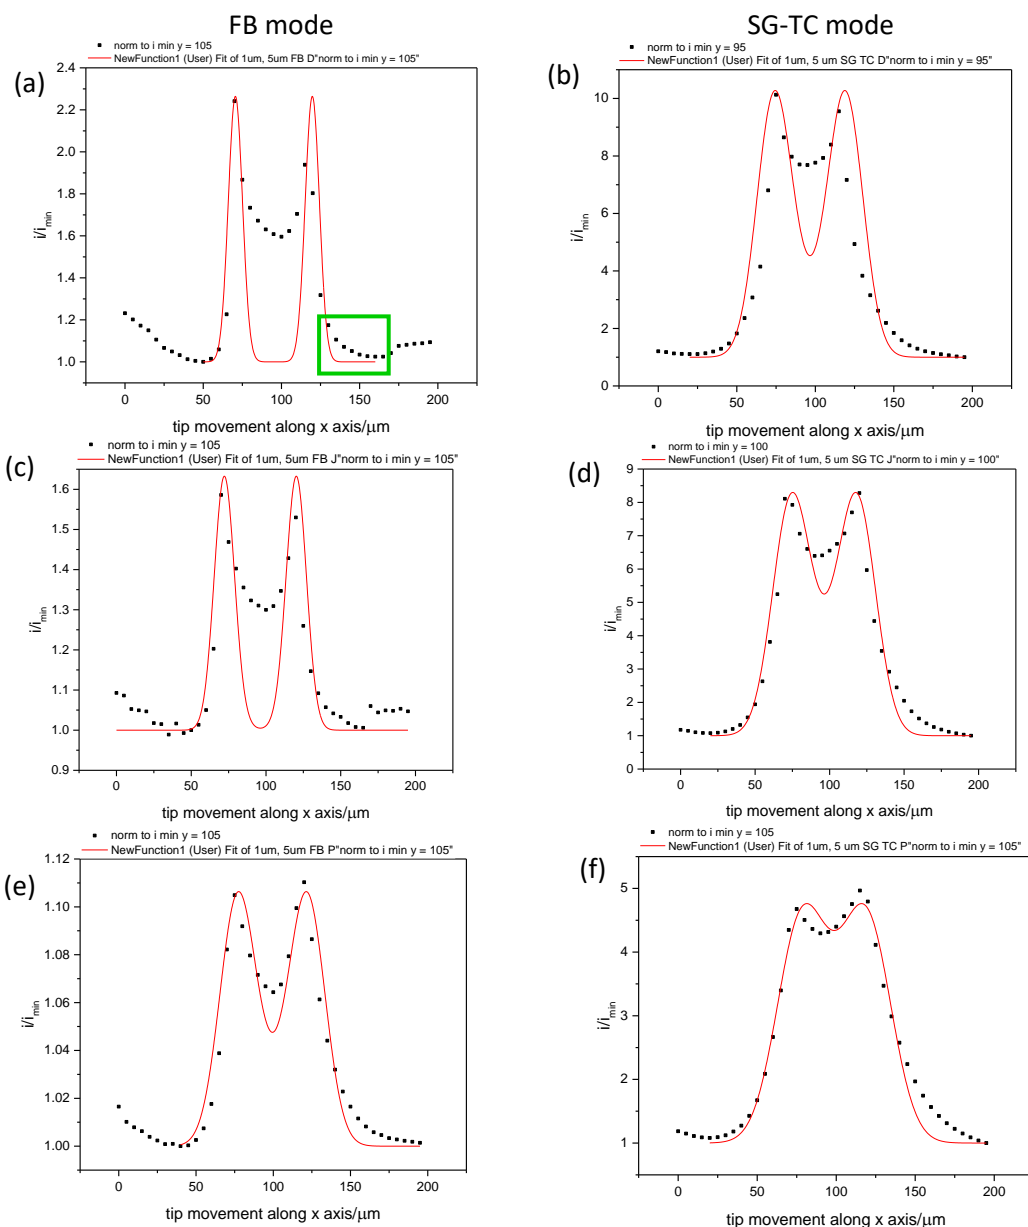 FB mode
SG-TC mode
(a)
norm to i min y = 105
NewFunction1 (User) Fit of 1um, 5um FB D"norm to i min y = 105"
2.4
2.2
2.0
1.8
1.6
1.4
1.2
1.0
i/imin
0 50 100 150 200
tip movement along x axis/μm
(b)
norm to i min y = 95
NewFunction1 (User) Fit of 1um, 5 um SG TC D"norm to i min y = 95"
10
8
6
4
2
0
i/imin
0 50 100 150 200
tip movement along x axis/μm
(c)
norm to i min y = 105
NewFunction1 (User) Fit of 1um, 5um FB J"norm to i min y = 105"
1.6
1.5
1.4
1.3
1.2
1.1
1.0
0.9
i/imin
0 50 100 150 200
tip movement along x axis/μm
(d)
norm to i min y = 100
NewFunction1 (User) Fit of 1um, 5 um SG TC J"norm to i min y = 100"
9
8
7
6
5
4
3
2
1
0
i/imin
0 50 100 150 200
tip movement along x axis/μm
(e)
norm to i min y = 105
NewFunction1 (User) Fit of 1um, 5um FB P"norm to i min y = 105"
1.12
1.10
1.08
1.06
1.04
1.02
1.00
i/imin
0 50 100 150 200
tip movement along x axis/μm
(f)
norm to i min y = 105
NewFunction1 (User) Fit of 1um, 5 um SG TC P"norm to i min y = 105"
5
4
3
2
1
i/imin
0 50 100 150 200
tip movement along x axis/μm